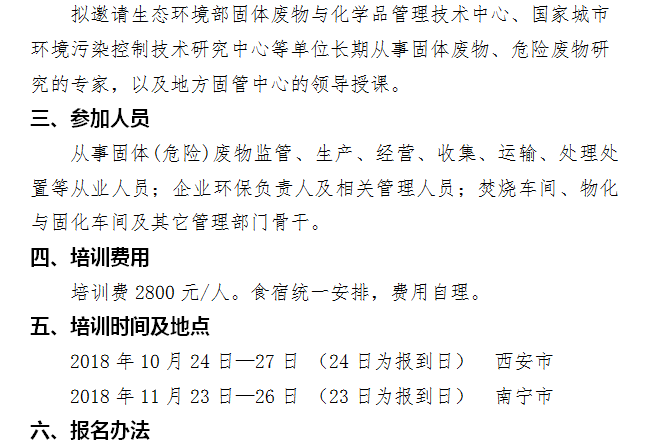 拟邀请生态环境部固体废物与化学品管理技术中心、国家城市
环境污染控制技术研究中心等单位长期从事固体废物、危险废物研
究的专家，以及地方固管中心的领导授课。
三、参加人员
从事固体(危险)废物监管、生产、经营、收集、运输、处理处
置等从业人员；企业环保负责人及相关管理人员；焚烧车间、物化
与固化车间及其它管理部门骨干。
四、培训费用
培训费 2800 元/人。食宿统一安排，费用自理。
五、培训时间及地点
2018 年 10 月 24 日—27 日 （24 日为报到日） 西安市
2018 年 11 月 23 日—26 日 （23 日为报到日） 南宁市
六、报名办法